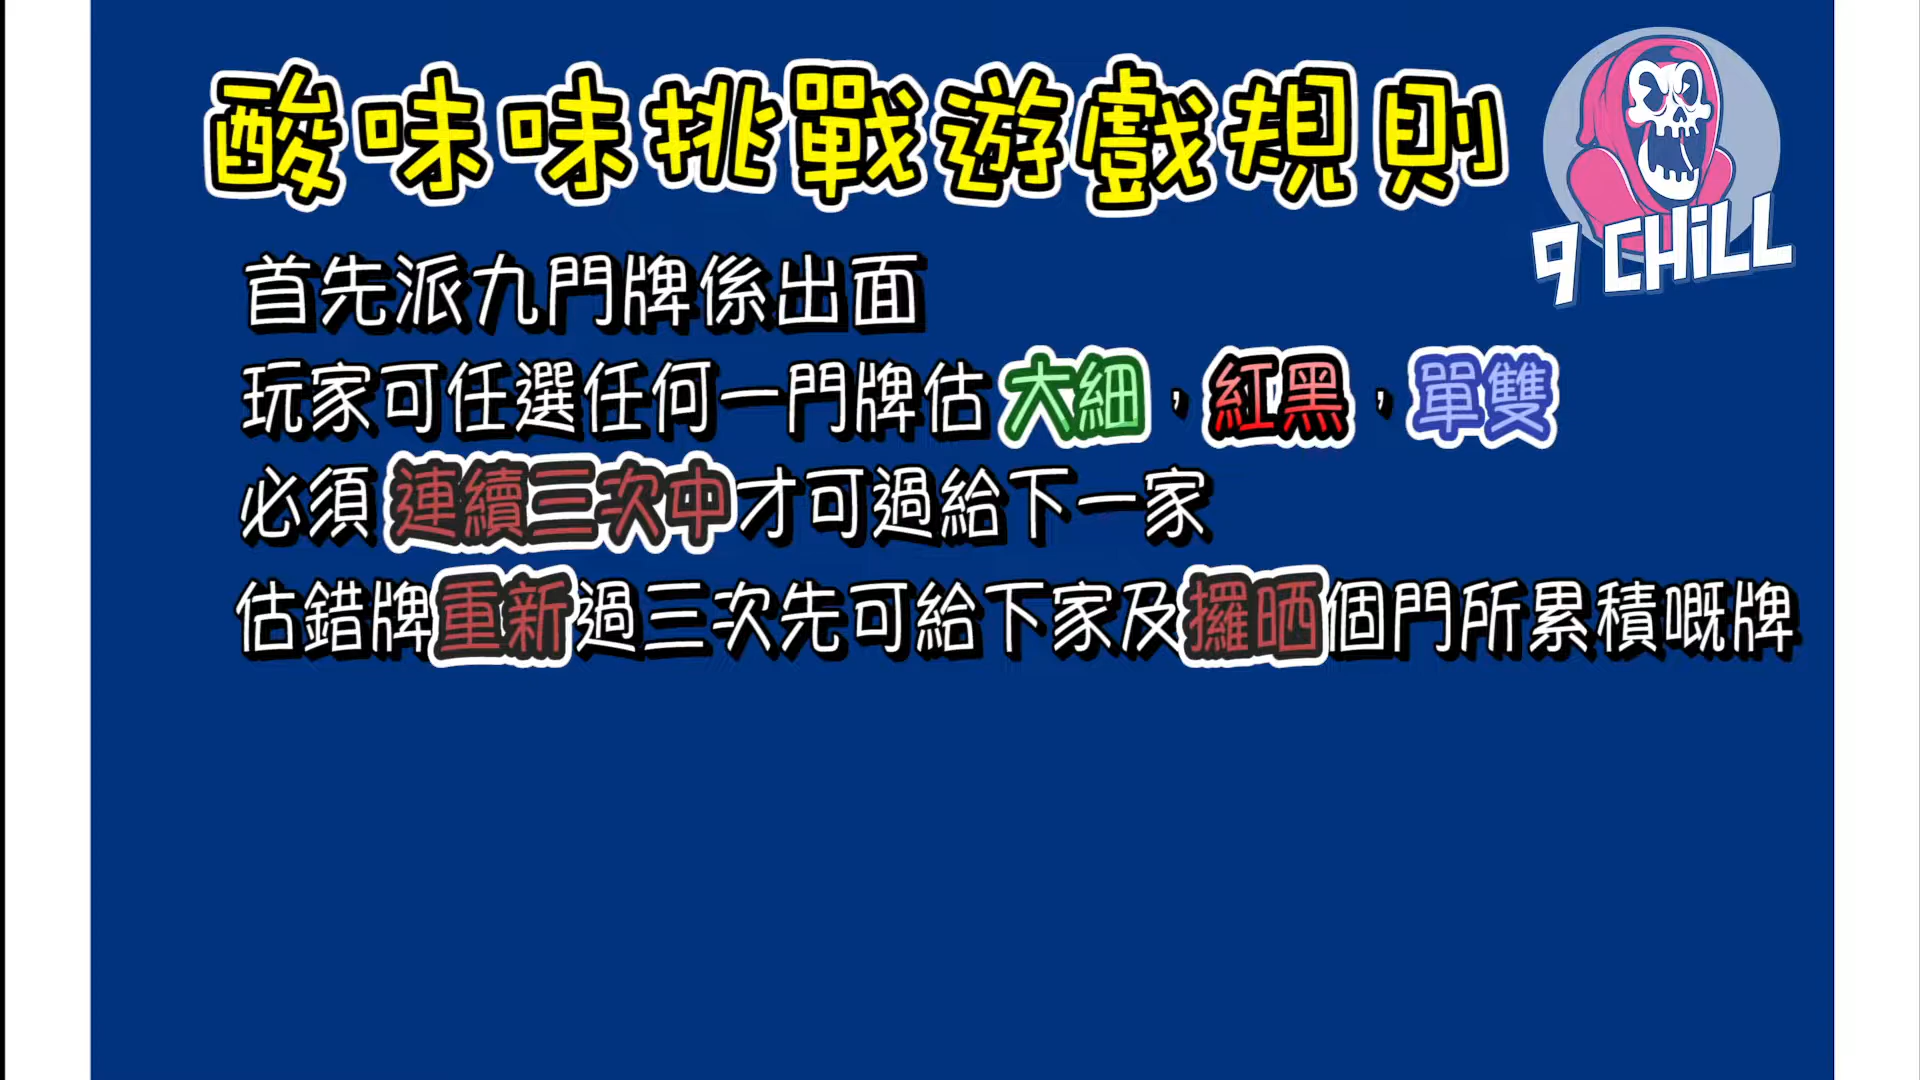 酸味味挑戰遊戲規則
9 CHiLL
首先派九門牌係出面
玩家可任選任何一門牌估 大細，紅黑，單雙
必須 連續三次中才可過給下一家
估錯牌重新過三次先可給下家及攞晒個門所累積嘅牌